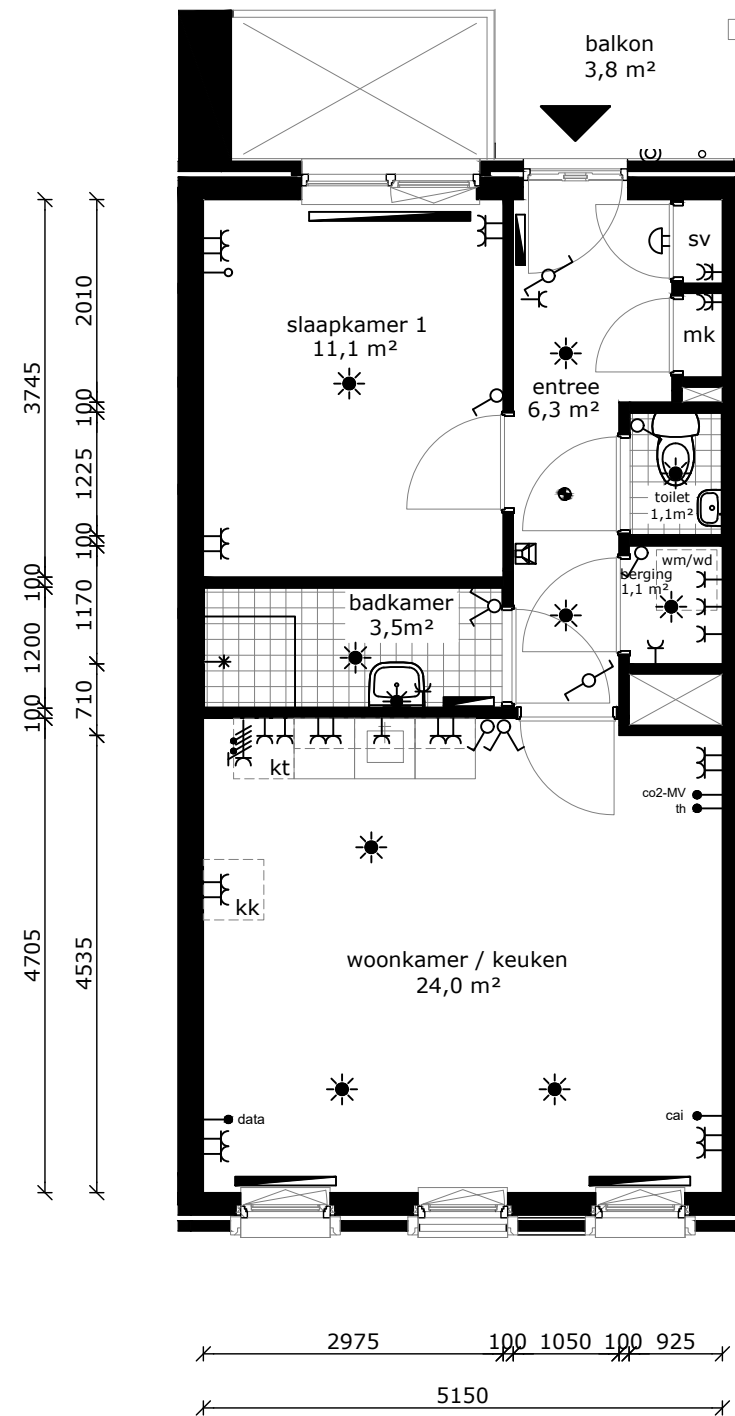 balkon
3,8 m²
sv
mk
slaapkamer 1
11,1 m²
entree
6,3 m²
toilet
1,1m²
wm/wd
berging
1,1 m²
badkamer
3,5m²
kt
co2-MV
th
kk
woonkamer / keuken
24,0 m²
data
cai
3745
100
1200
100
4705
2010
100
1225
100
1170
710
4535
2975
100
1050
100
925
5150